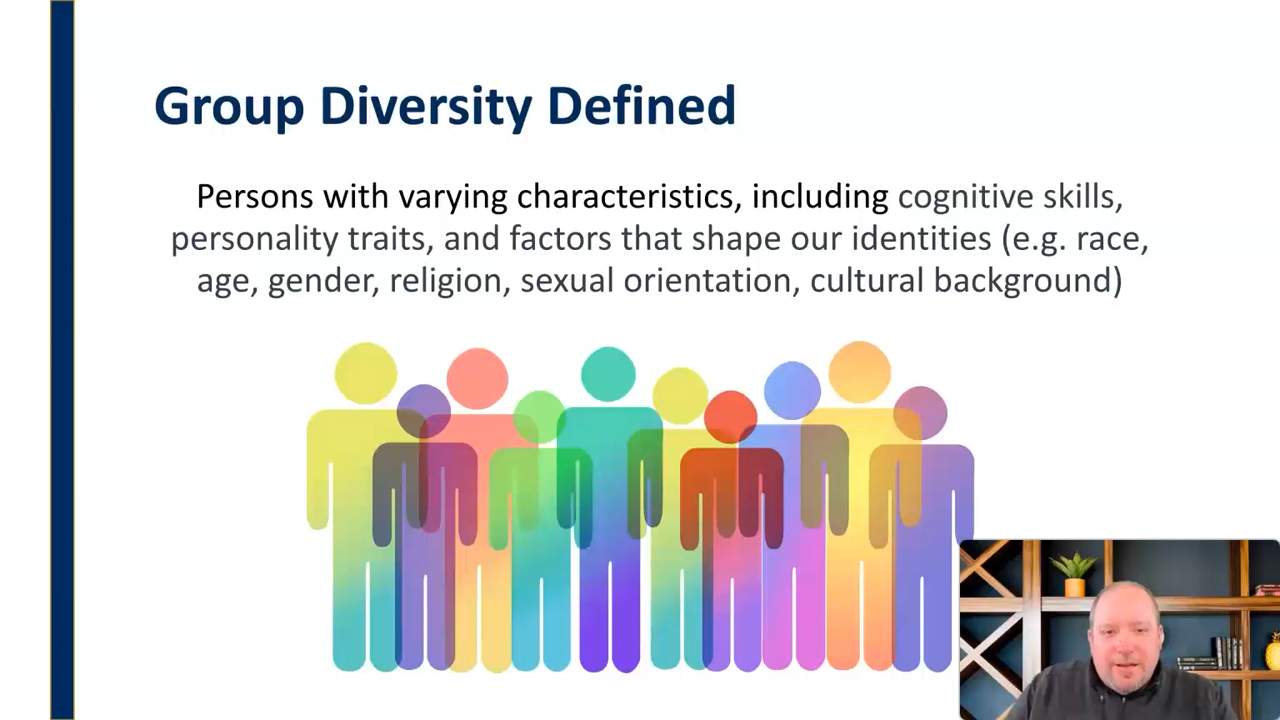 Group Diversity Defined
Persons with varying characteristics, including cognitive skills,
personality traits, and factors that shape our identities (e.g. race,
age, gender, religion, sexual orientation, cultural background)